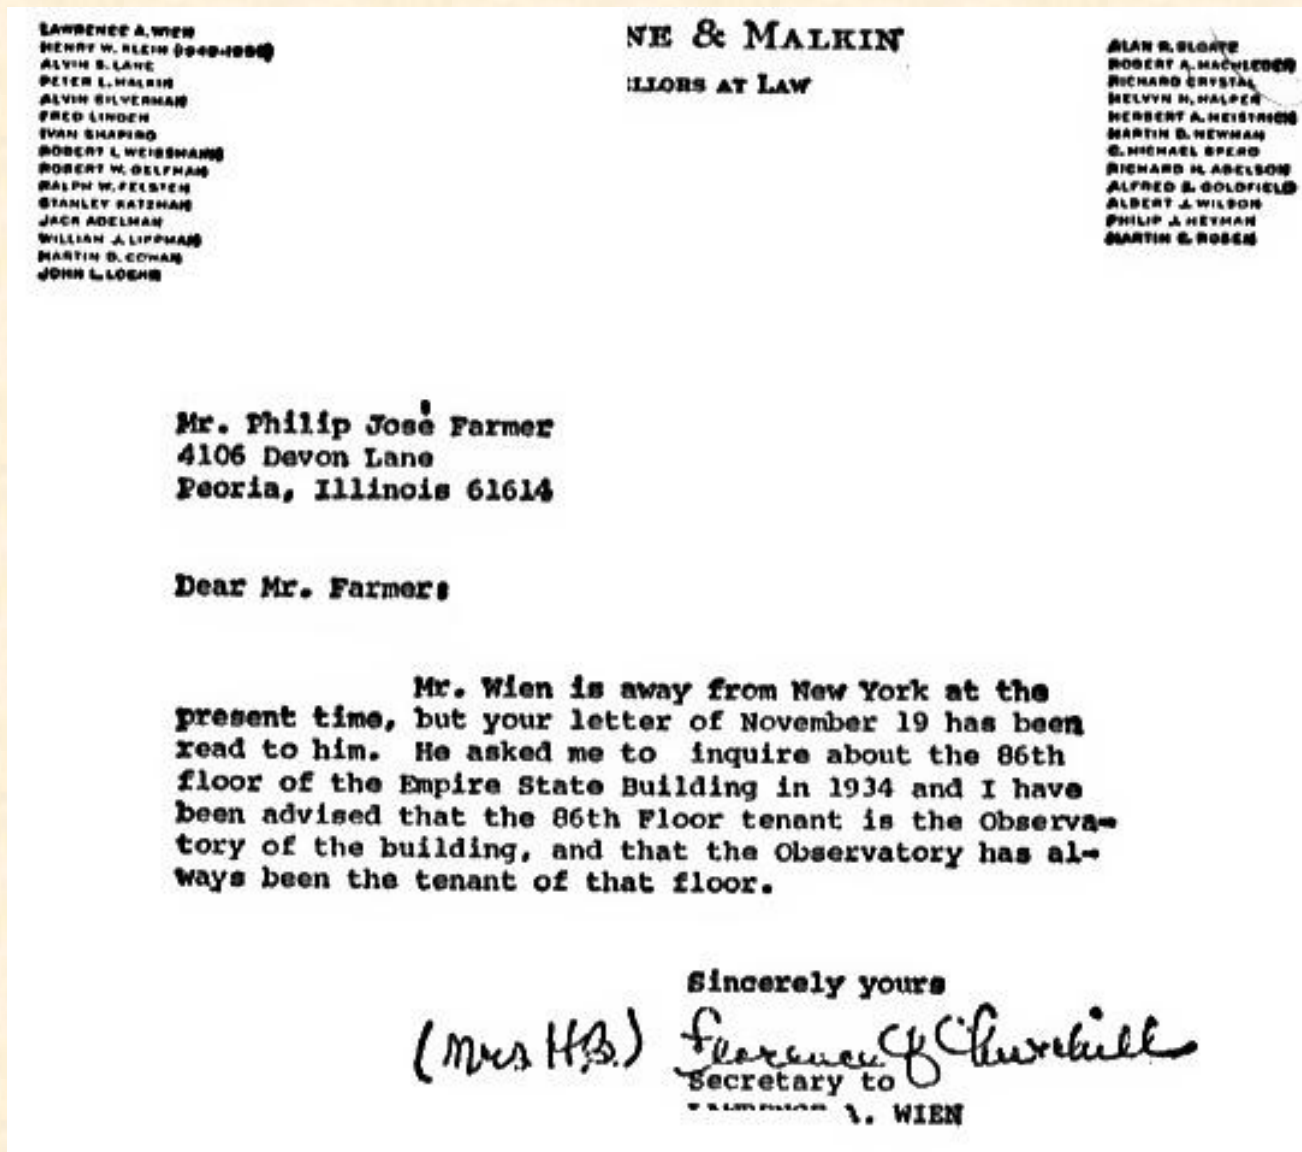 LAWRENCE A. WIEN
HENRY W. KLEIN
ALVIN S. LANE
PETER L. MALKIN
ALVIN SILVERMAN
FRED LINDEN
IVAN SHAPIRO
ROBERT L. WEISSMANN
ROBERT W. GELFMAN
RALPH W. FELSTEN
STANLEY KATZMAN
JACK ADELMAN
WILLIAM J. LIPPMAN
MARTIN D. COWAN
JOHN L. LOEHR
NE & MALKIN
LLORS AT LAW
ALAN R. SLOATE
ROBERT A. MACHLEDER
RICHARD CRYSTAL
MELVYN H. HALPER
HERBERT A. HEISTRICH
MARTIN D. NEWMAN
C. MICHAEL SPERO
RICHARD H. ABELSON
ALFRED S. GOLDFIELD
ALBERT J. WILSON
PHILIP J. HEYMAN
MARTIN C. ROSEN
Mr. Philip José Farmer
4106 Devon Lane
Peoria, Illinois 61614
Dear Mr. Farmer:
Mr. Wien is away from New York at the
present time, but your letter of November 19 has been
read to him. He asked me to inquire about the 86th
floor of the Empire State Building in 1934 and I have
been advised that the 86th Floor tenant is the Observa-
tory of the building, and that the Observatory has al-
ways been the tenant of that floor.
Sincerely yours
(Mrs H.B.) Florence Churchill
Secretary to
A. WIEN